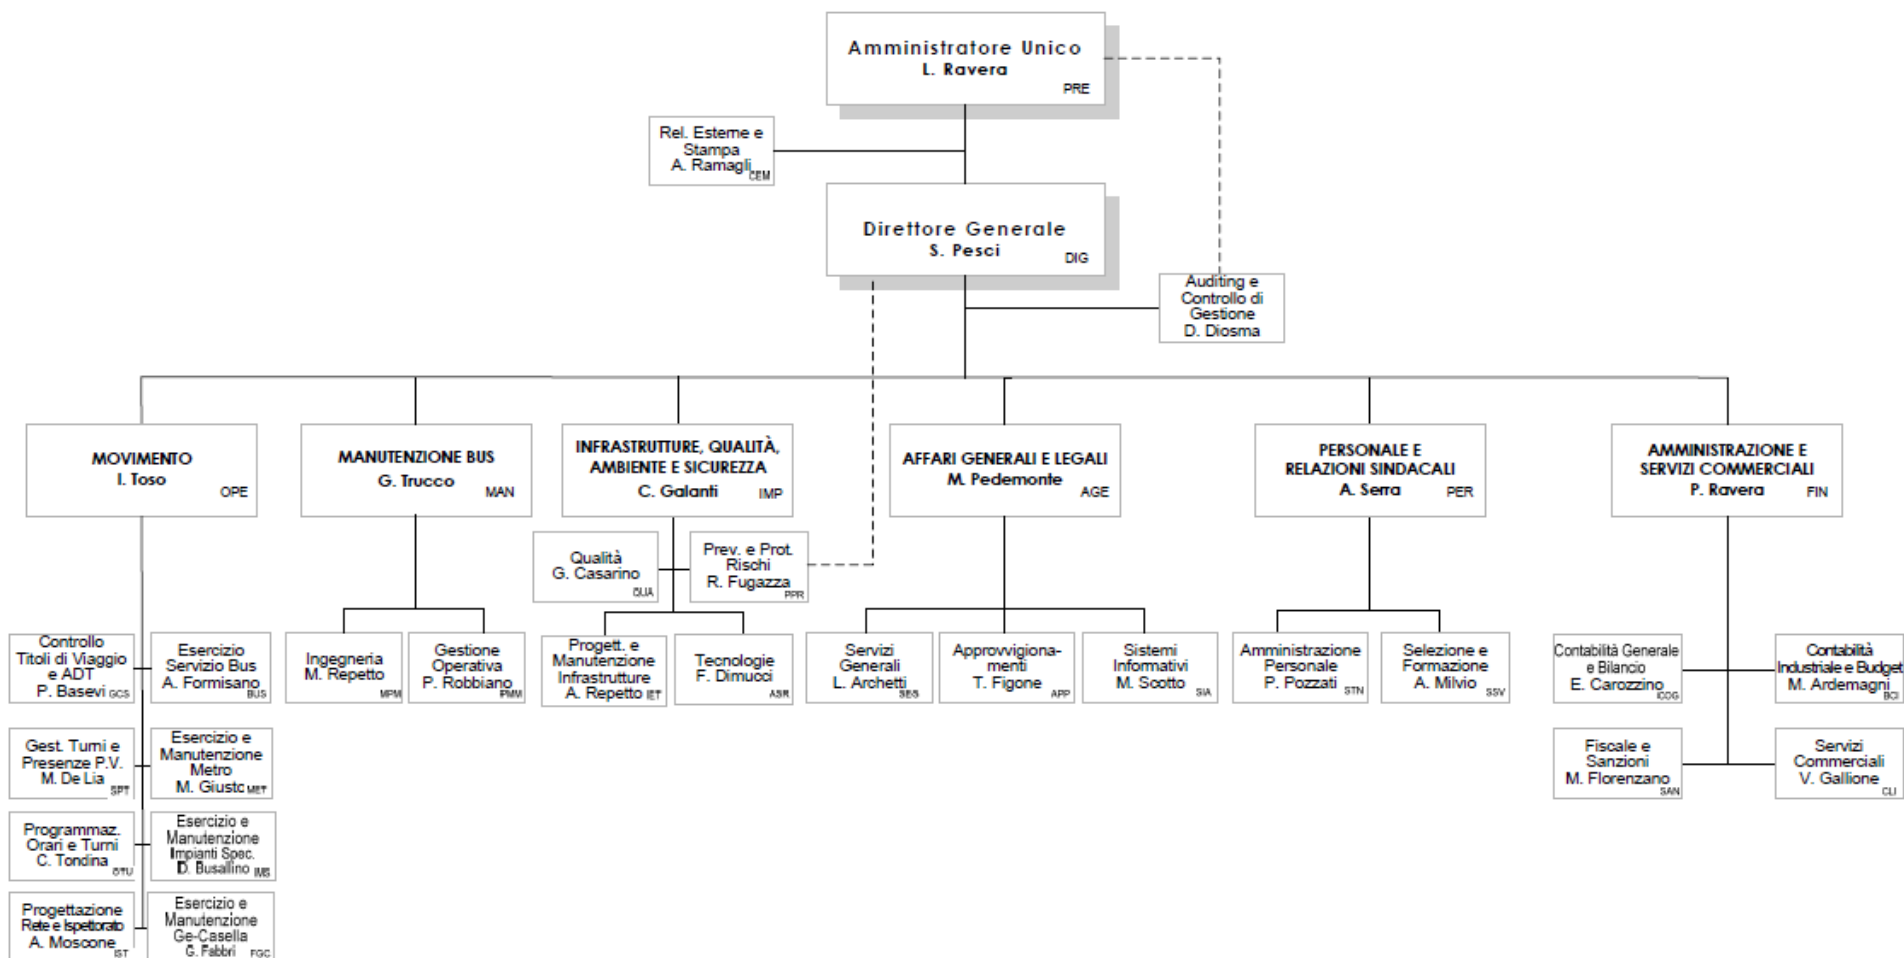 Amministratore Unico
L. Ravera
PRE
Rel. Esterne e
Stampa
A. Ramagli
CEM
Direttore Generale
S. Pesci
DIG
Auditing e
Controllo di
Gestione
D. Diosma
MOVIMENTO
I. Toso
OPE
MANUTENZIONE BUS
G. Trucco
MAN
INFRASTRUTTURE, QUALITÀ,
AMBIENTE E SICUREZZA
C. Galanti
IMP
AFFARI GENERALI E LEGALI
M. Pedemonte
AGE
PERSONALE E
RELAZIONI SINDACALI
A. Serra
PER
AMMINISTRAZIONE E
SERVIZI COMMERCIALI
P. Ravera
FIN
Qualità
G. Casarino
QUA
Prev. e Prot.
Rischi
R. Fugazza
PPR
Controllo
Titoli di Viaggio
e ADT
P. Basevi
GCS
Esercizio
Servizio Bus
A. Formisano
BUS
Ingegneria
M. Repetto
MPM
Gestione
Operativa
P. Robbiano
PMM
Progett. e
Manutenzione
Infrastrutture
A. Repetto
IET
Tecnologie
F. Dimucci
ASR
Servizi
Generali
L. Archetti
SEG
Approvvigiona-
menti
T. Figone
APP
Sistemi
Informativi
M. Scotto
SIA
Amministrazione
Personale
P. Pozzati
STN
Selezione e
Formazione
A. Milvio
SSV
Contabilità Generale
e Bilancio
E. Carozzino
COG
Contabilità
Industriale e Budget
M. Ardemagni
BCI
Gest. Turni e
Presenze P.V.
M. De Lia
SPT
Esercizio e
Manutenzione
Metro
M. Giusto
MET
Fiscale e
Sanzioni
M. Florenzano
SAN
Servizi
Commerciali
V. Gallione
CLI
Programmaz.
Orari e Turni
C. Tondina
OTU
Esercizio e
Manutenzione
Impianti Spec.
D. Busallino
IMS
Progettazione
Rete e Ispettorato
A. Moscone
IST
Esercizio e
Manutenzione
Ge-Casella
G. Fabbri
FGC